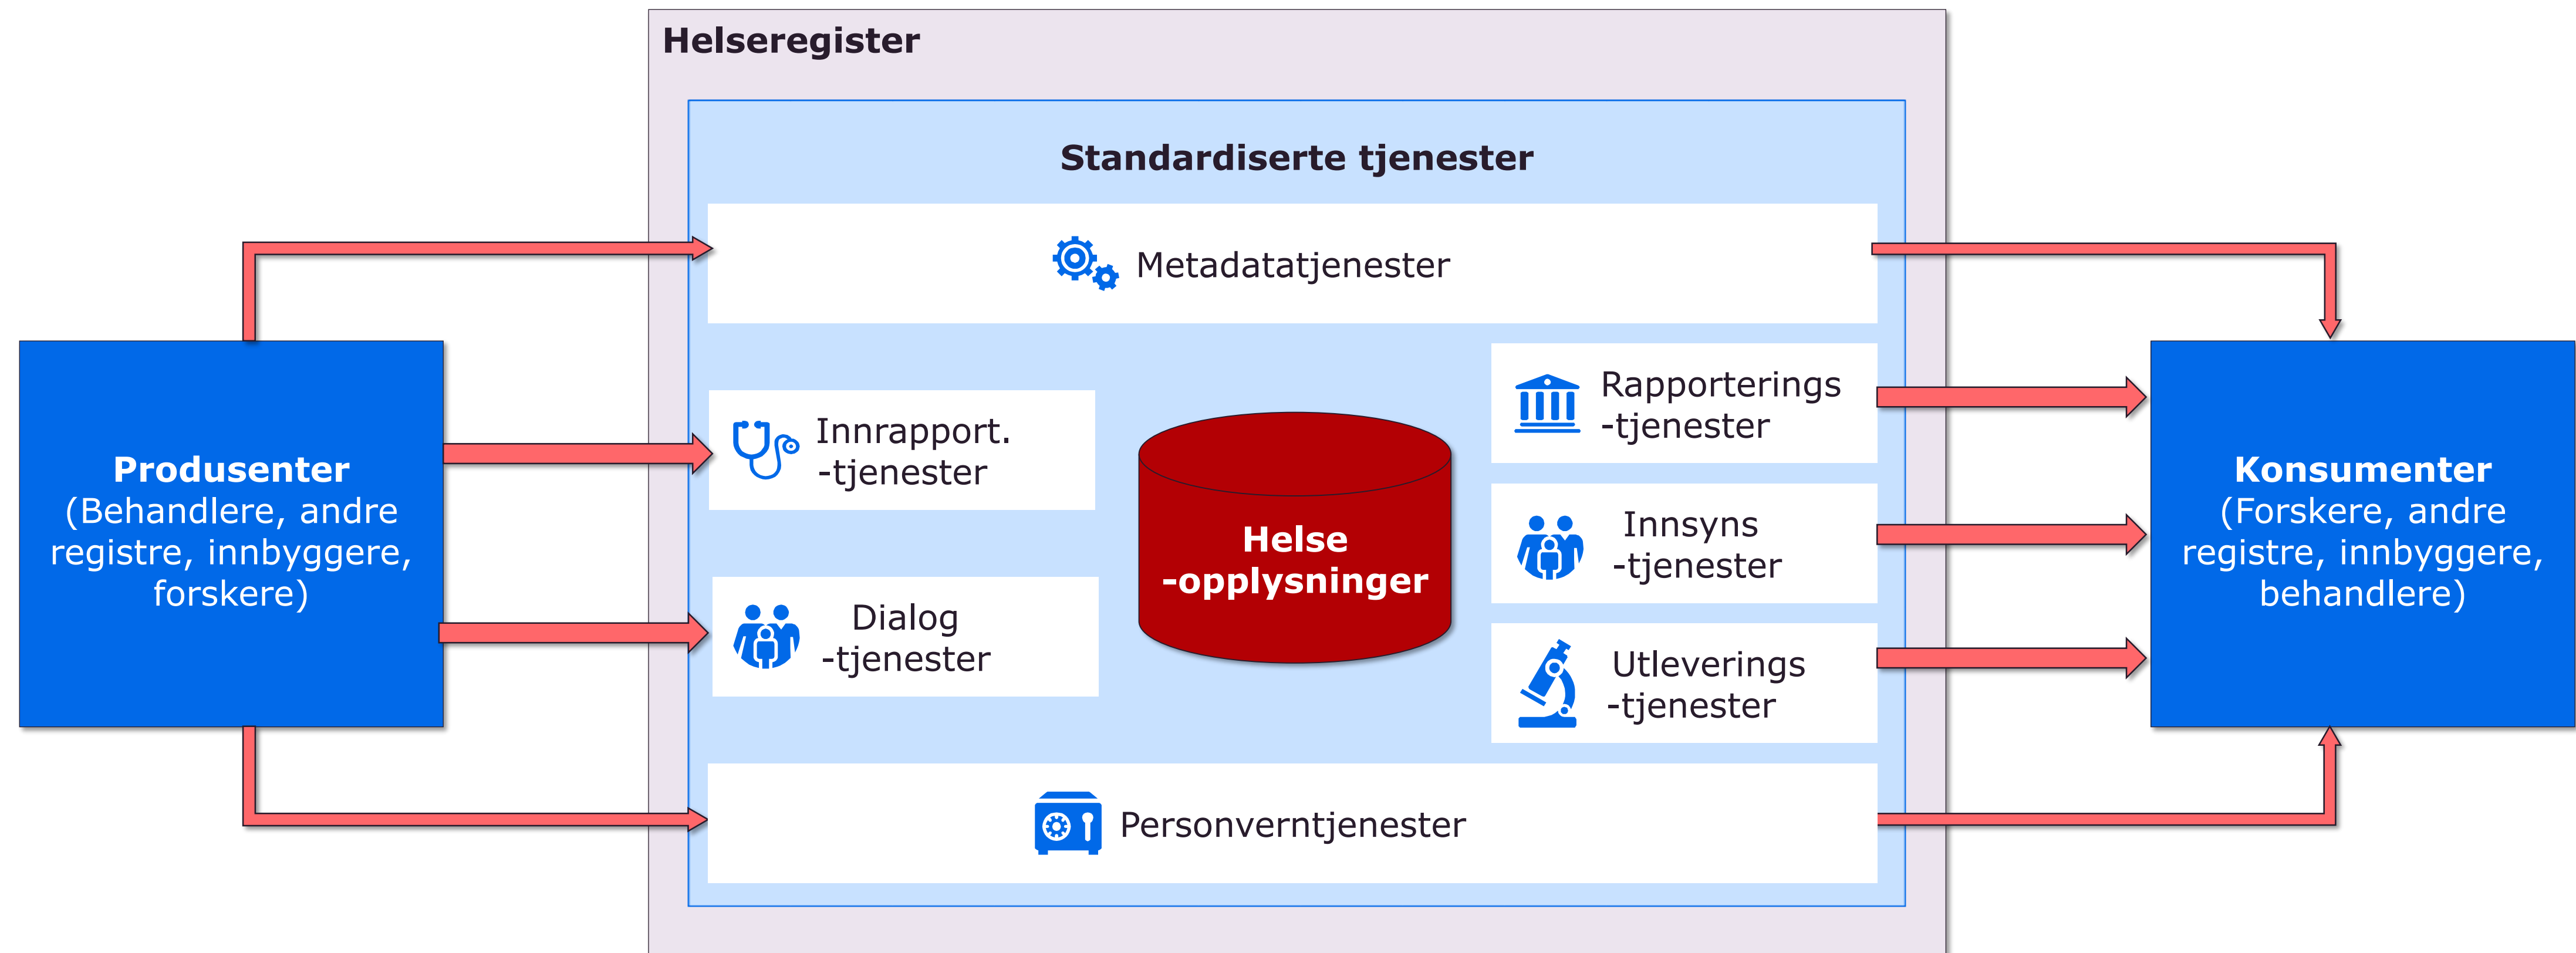 Helseregister
Standardiserte tjenester
Metadatatjenester
Produsenter
(Behandlere, andre
registre, innbyggere,
forskere)
Innrapport.
-tjenester
Dialog
-tjenester
Helse
-opplysninger
Rapporterings
-tjenester
Innsyns
-tjenester
Utleverings
-tjenester
Konsumenter
(Forskere, andre
registre, innbyggere,
behandlere)
Personverntjenester